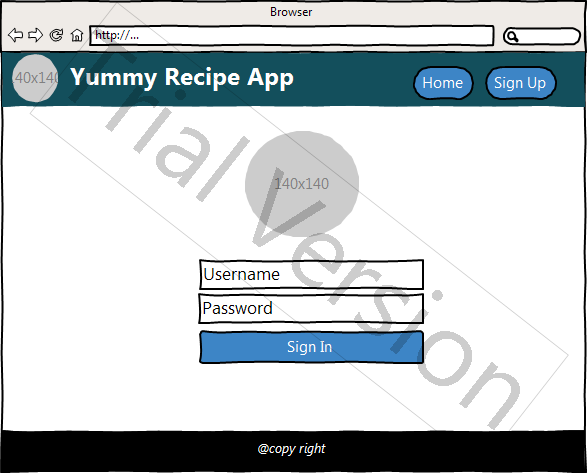 Browser
http://...
40x140
Yummy Recipe App
Home
Sign Up
140x140
Username
Password
Sign In
@copy right
Trial Version